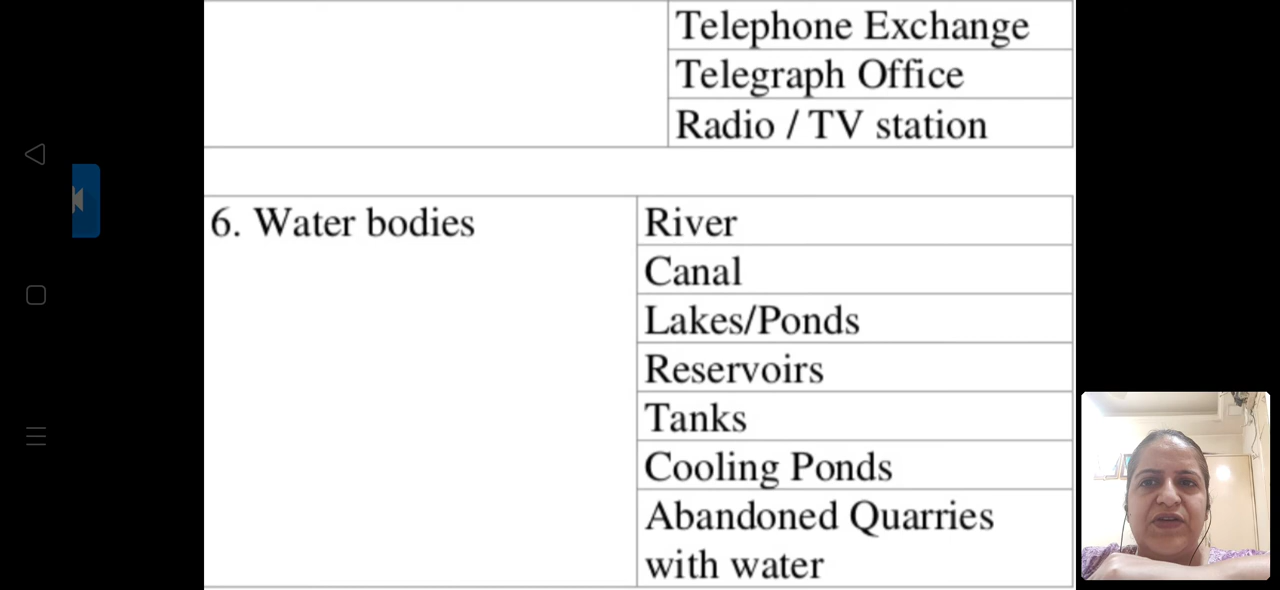 Telephone Exchange
Telegraph Office
Radio / TV station
6. Water bodies
River
Canal
Lakes/Ponds
Reservoirs
Tanks
Cooling Ponds
Abandoned Quarries
with water